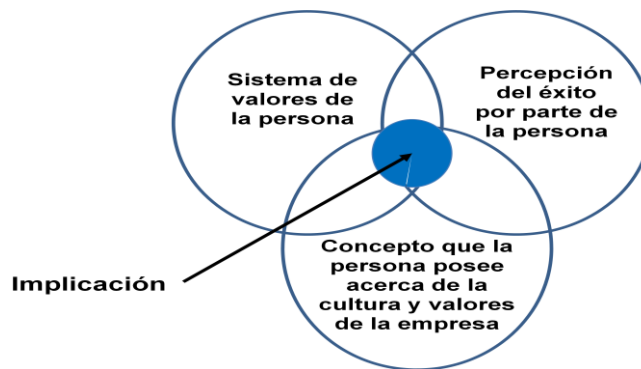 Sistema de
valores de
la persona
Percepción
del éxito
por parte de
la persona
Concepto que la
persona posee
acerca de la
cultura y valores
de la empresa
Implicación